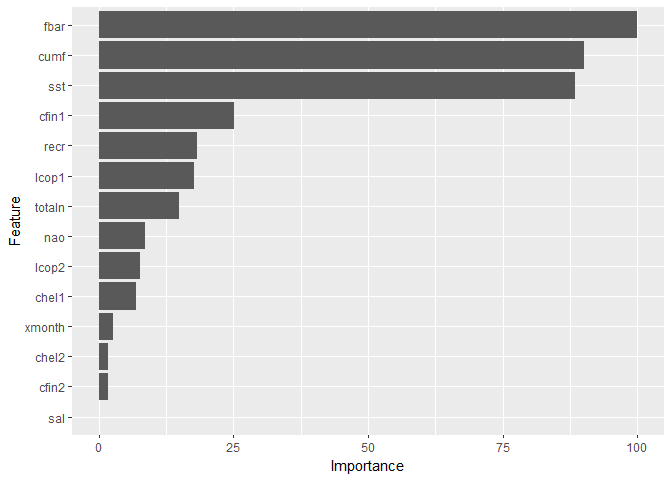 fbar
cumf
sst
cfin1
recr
lcop1
totaln
nao
lcop2
chel1
xmonth
chel2
cfin2
sal
Feature
0 25 50 75 100
Importance